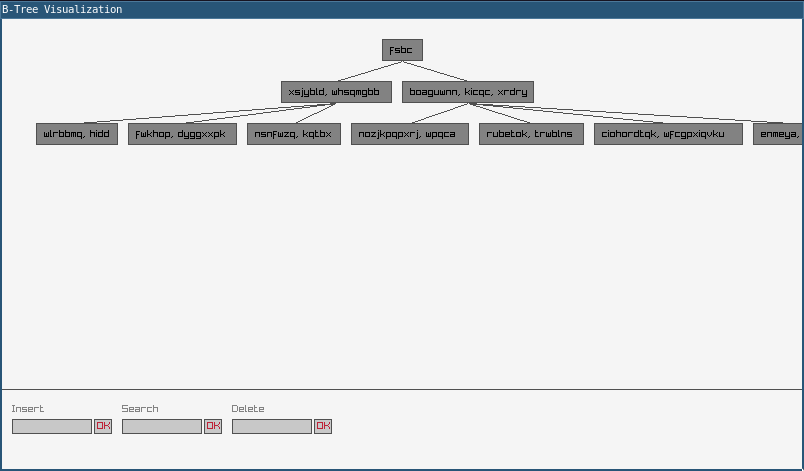 B-Tree Visualization
fsbc
xsjybld, whsqmgbb
boaguwnn, kicqc, xrdry
wlrbbmq, hidd
fwkhop, dyggxxpk
nsnfwzq, kqtbx
nozjkpqpxrj, wpqca
rubetok, trwblns
ciohordtqk, wfcgpxiqvku
enmeya,
Insert
Search
Delete
OK
OK
OK